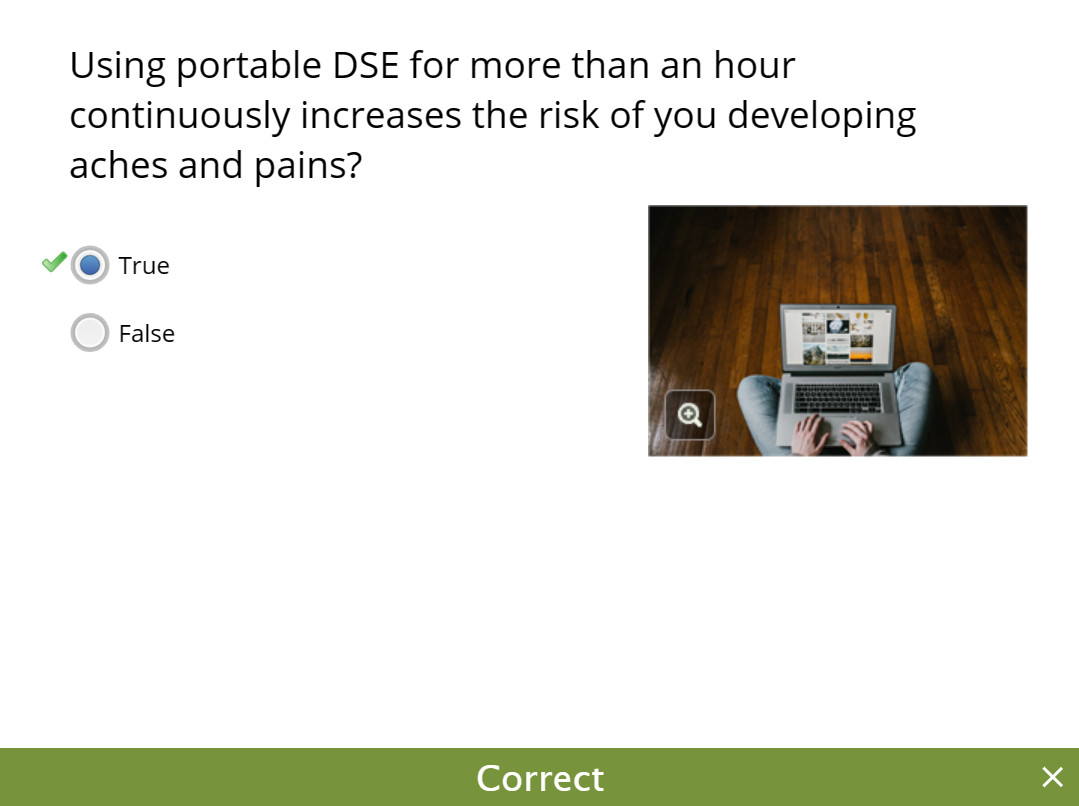 Using portable DSE for more than an hour
continuously increases the risk of you developing
aches and pains?
True
False
Correct